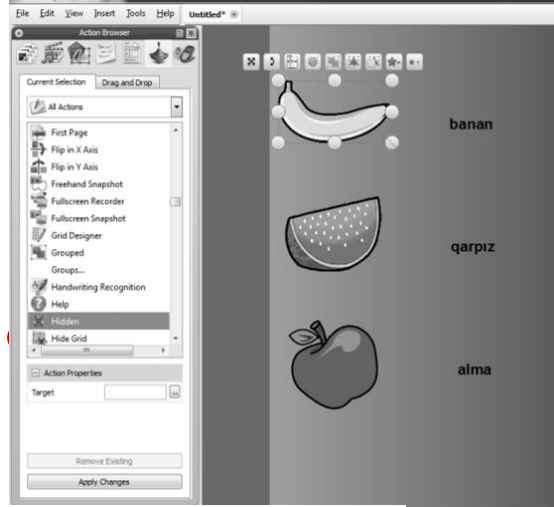 File Edit View Insert Tools Help Untitled*
Action Browser
Current Selection Drag and Drop
All Actions
First Page
Flip in X Axis
Flip in Y Axis
Freehand Snapshot
Fullscreen Recorder
Fullscreen Snapshot
Grid Designer
Grouped
Groups...
Handwriting Recognition
Help
Hidden
Hide Grid
Action Properties
Target ...
Remove Existing
Apply Changes
banan
qarpız
alma